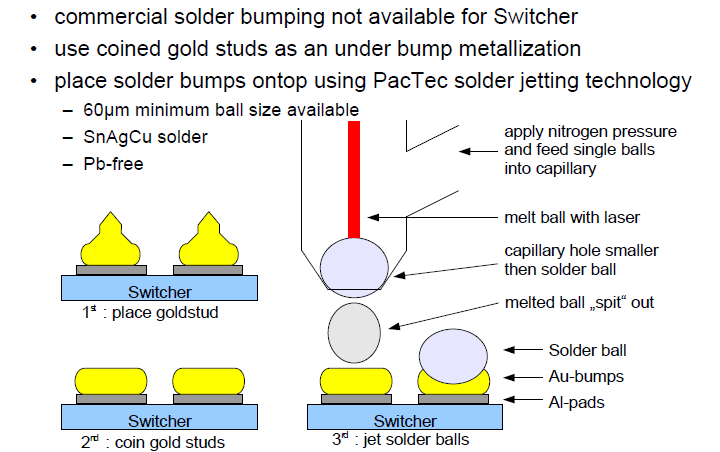 • commercial solder bumping not available for Switcher
• use coined gold studs as an under bump metallization
• place solder bumps ontop using PacTec solder jetting technology
– 60µm minimum ball size available
– SnAgCu solder
– Pb-free
apply nitrogen pressure
and feed single balls
into capillary
melt ball with laser
capillary hole smaller
then solder ball
melted ball „spit“ out
Switcher
1st : place goldstud
Solder ball
Au-bumps
Al-pads
Switcher
2nd : coin gold studs
Switcher
3rd : jet solder balls